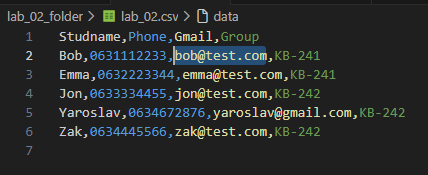 lab_02_folder > lab_02.csv > data
1 Studname,Phone,Gmail,Group
2 Bob,0631112233,bob@test.com,KB-241
3 Emma,0632223344,emma@test.com,KB-241
4 Jon,0633334455,jon@test.com,KB-242
5 Yaroslav,0634672876,yaroslav@gmail.com,KB-242
6 Zak,0634445566,zak@test.com,KB-242
7